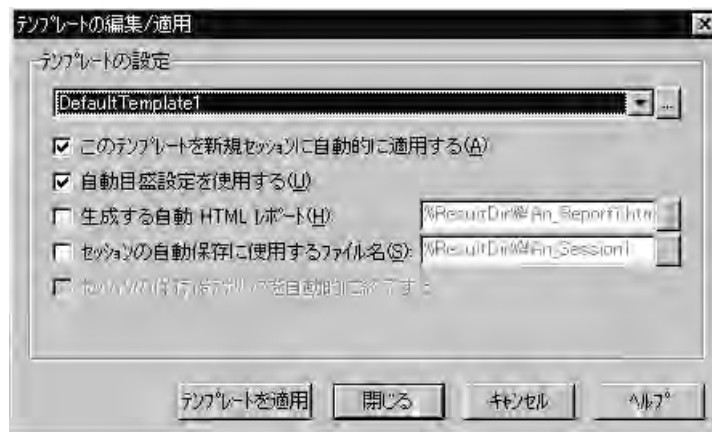 テンプレートの編集/適用
テンプレートの設定
DefaultTemplate1
...
このテンプレートを新規セッションに自動的に適用する(A)
自動目盛設定を使用する(U)
生成する自動 HTML レポート(H): %ResultDir%¥An_Report1.htm
セッションの自動保存に使用するファイル名(S): %ResultDir%¥An_Session1
テンプレートを適用 閉じる キャンセル ヘルプ